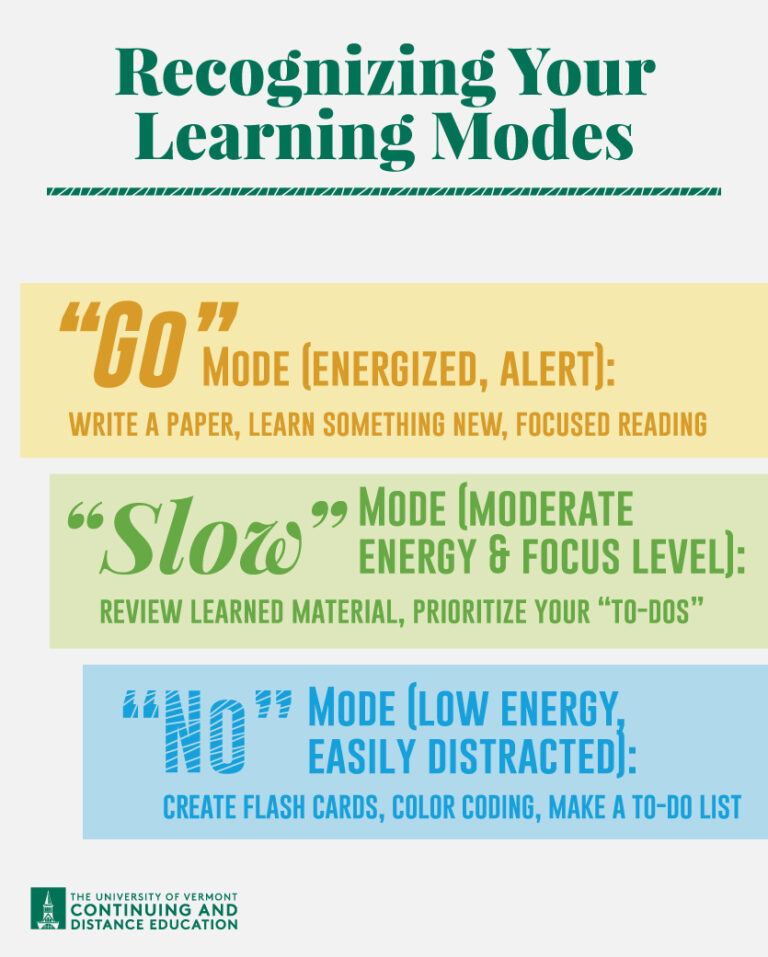 Recognizing Your
Learning Modes
“Go” Mode (energized, alert):
write a paper, learn something new, focused reading
“Slow” Mode (moderate
energy & focus level):
review learned material, prioritize your “to-dos”
“No” Mode (low energy,
easily distracted):
create flash cards, color coding, make a to-do list
THE UNIVERSITY OF VERMONT
CONTINUING AND
DISTANCE EDUCATION